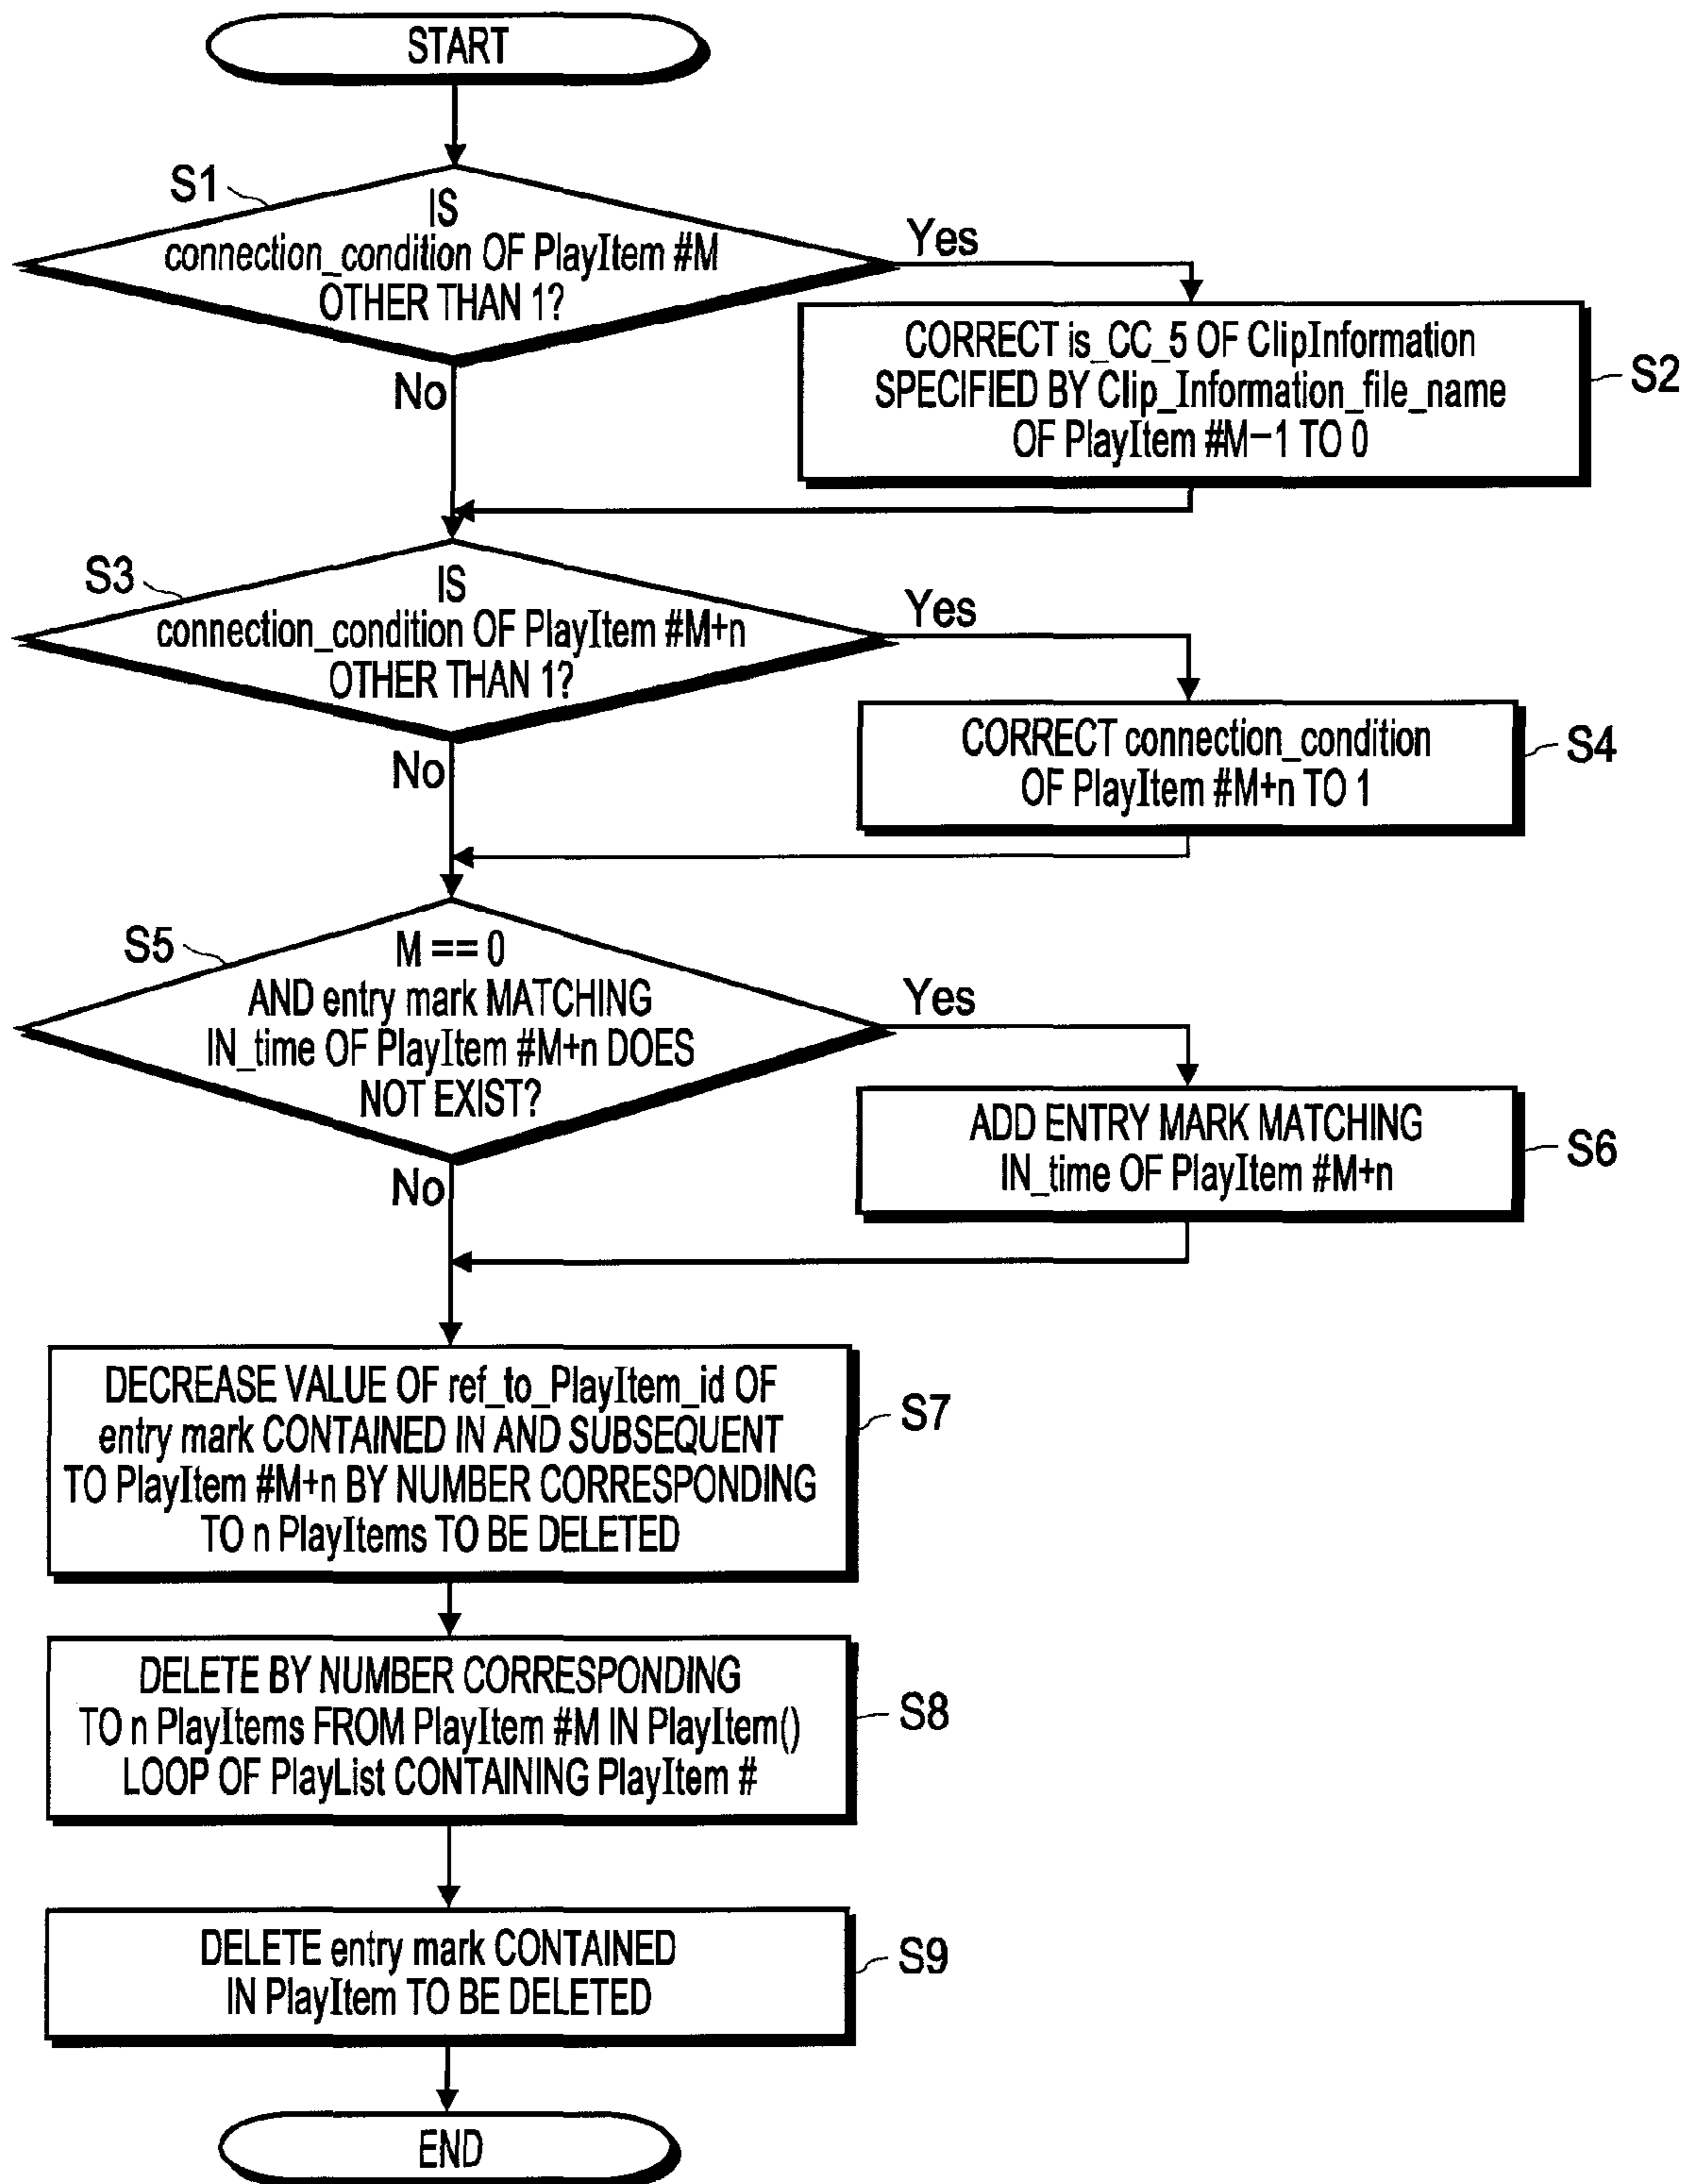 START
S1
IS
connection_condition OF PlayItem #M
OTHER THAN 1?
Yes
No
CORRECT is_CC_5 OF ClipInformation
SPECIFIED BY Clip_Information_file_name
OF PlayItem #M−1 TO 0
S2
S3
IS
connection_condition OF PlayItem #M+n
OTHER THAN 1?
Yes
No
CORRECT connection_condition
OF PlayItem #M+n TO 1
S4
S5
M == 0
AND entry mark MATCHING
IN_time OF PlayItem #M+n DOES
NOT EXIST?
Yes
No
ADD ENTRY MARK MATCHING
IN_time OF PlayItem #M+n
S6
DECREASE VALUE OF ref_to_PlayItem_id OF
entry mark CONTAINED IN AND SUBSEQUENT
TO PlayItem #M+n BY NUMBER CORRESPONDING
TO n PlayItems TO BE DELETED
S7
DELETE BY NUMBER CORRESPONDING
TO n PlayItems FROM PlayItem #M IN PlayItem()
LOOP OF PlayList CONTAINING PlayItem #
S8
DELETE entry mark CONTAINED
IN PlayItem TO BE DELETED
S9
END